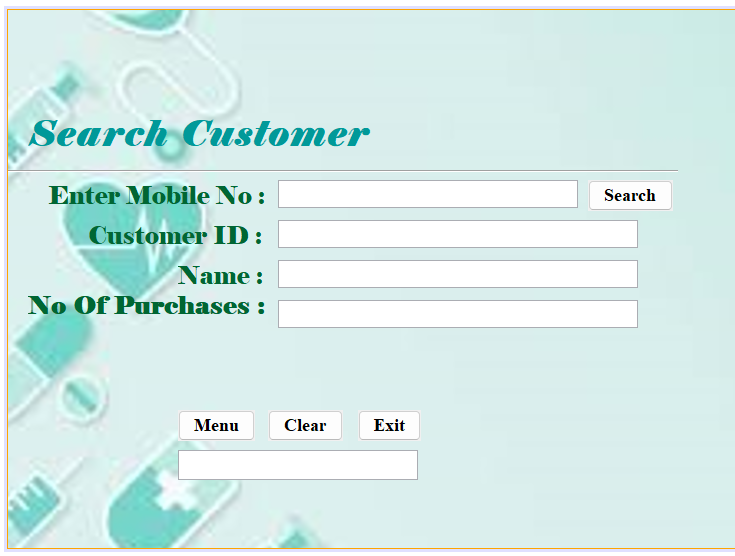 Search Customer
Enter Mobile No :
Search
Customer ID :
Name :
No Of Purchases :
Menu
Clear
Exit